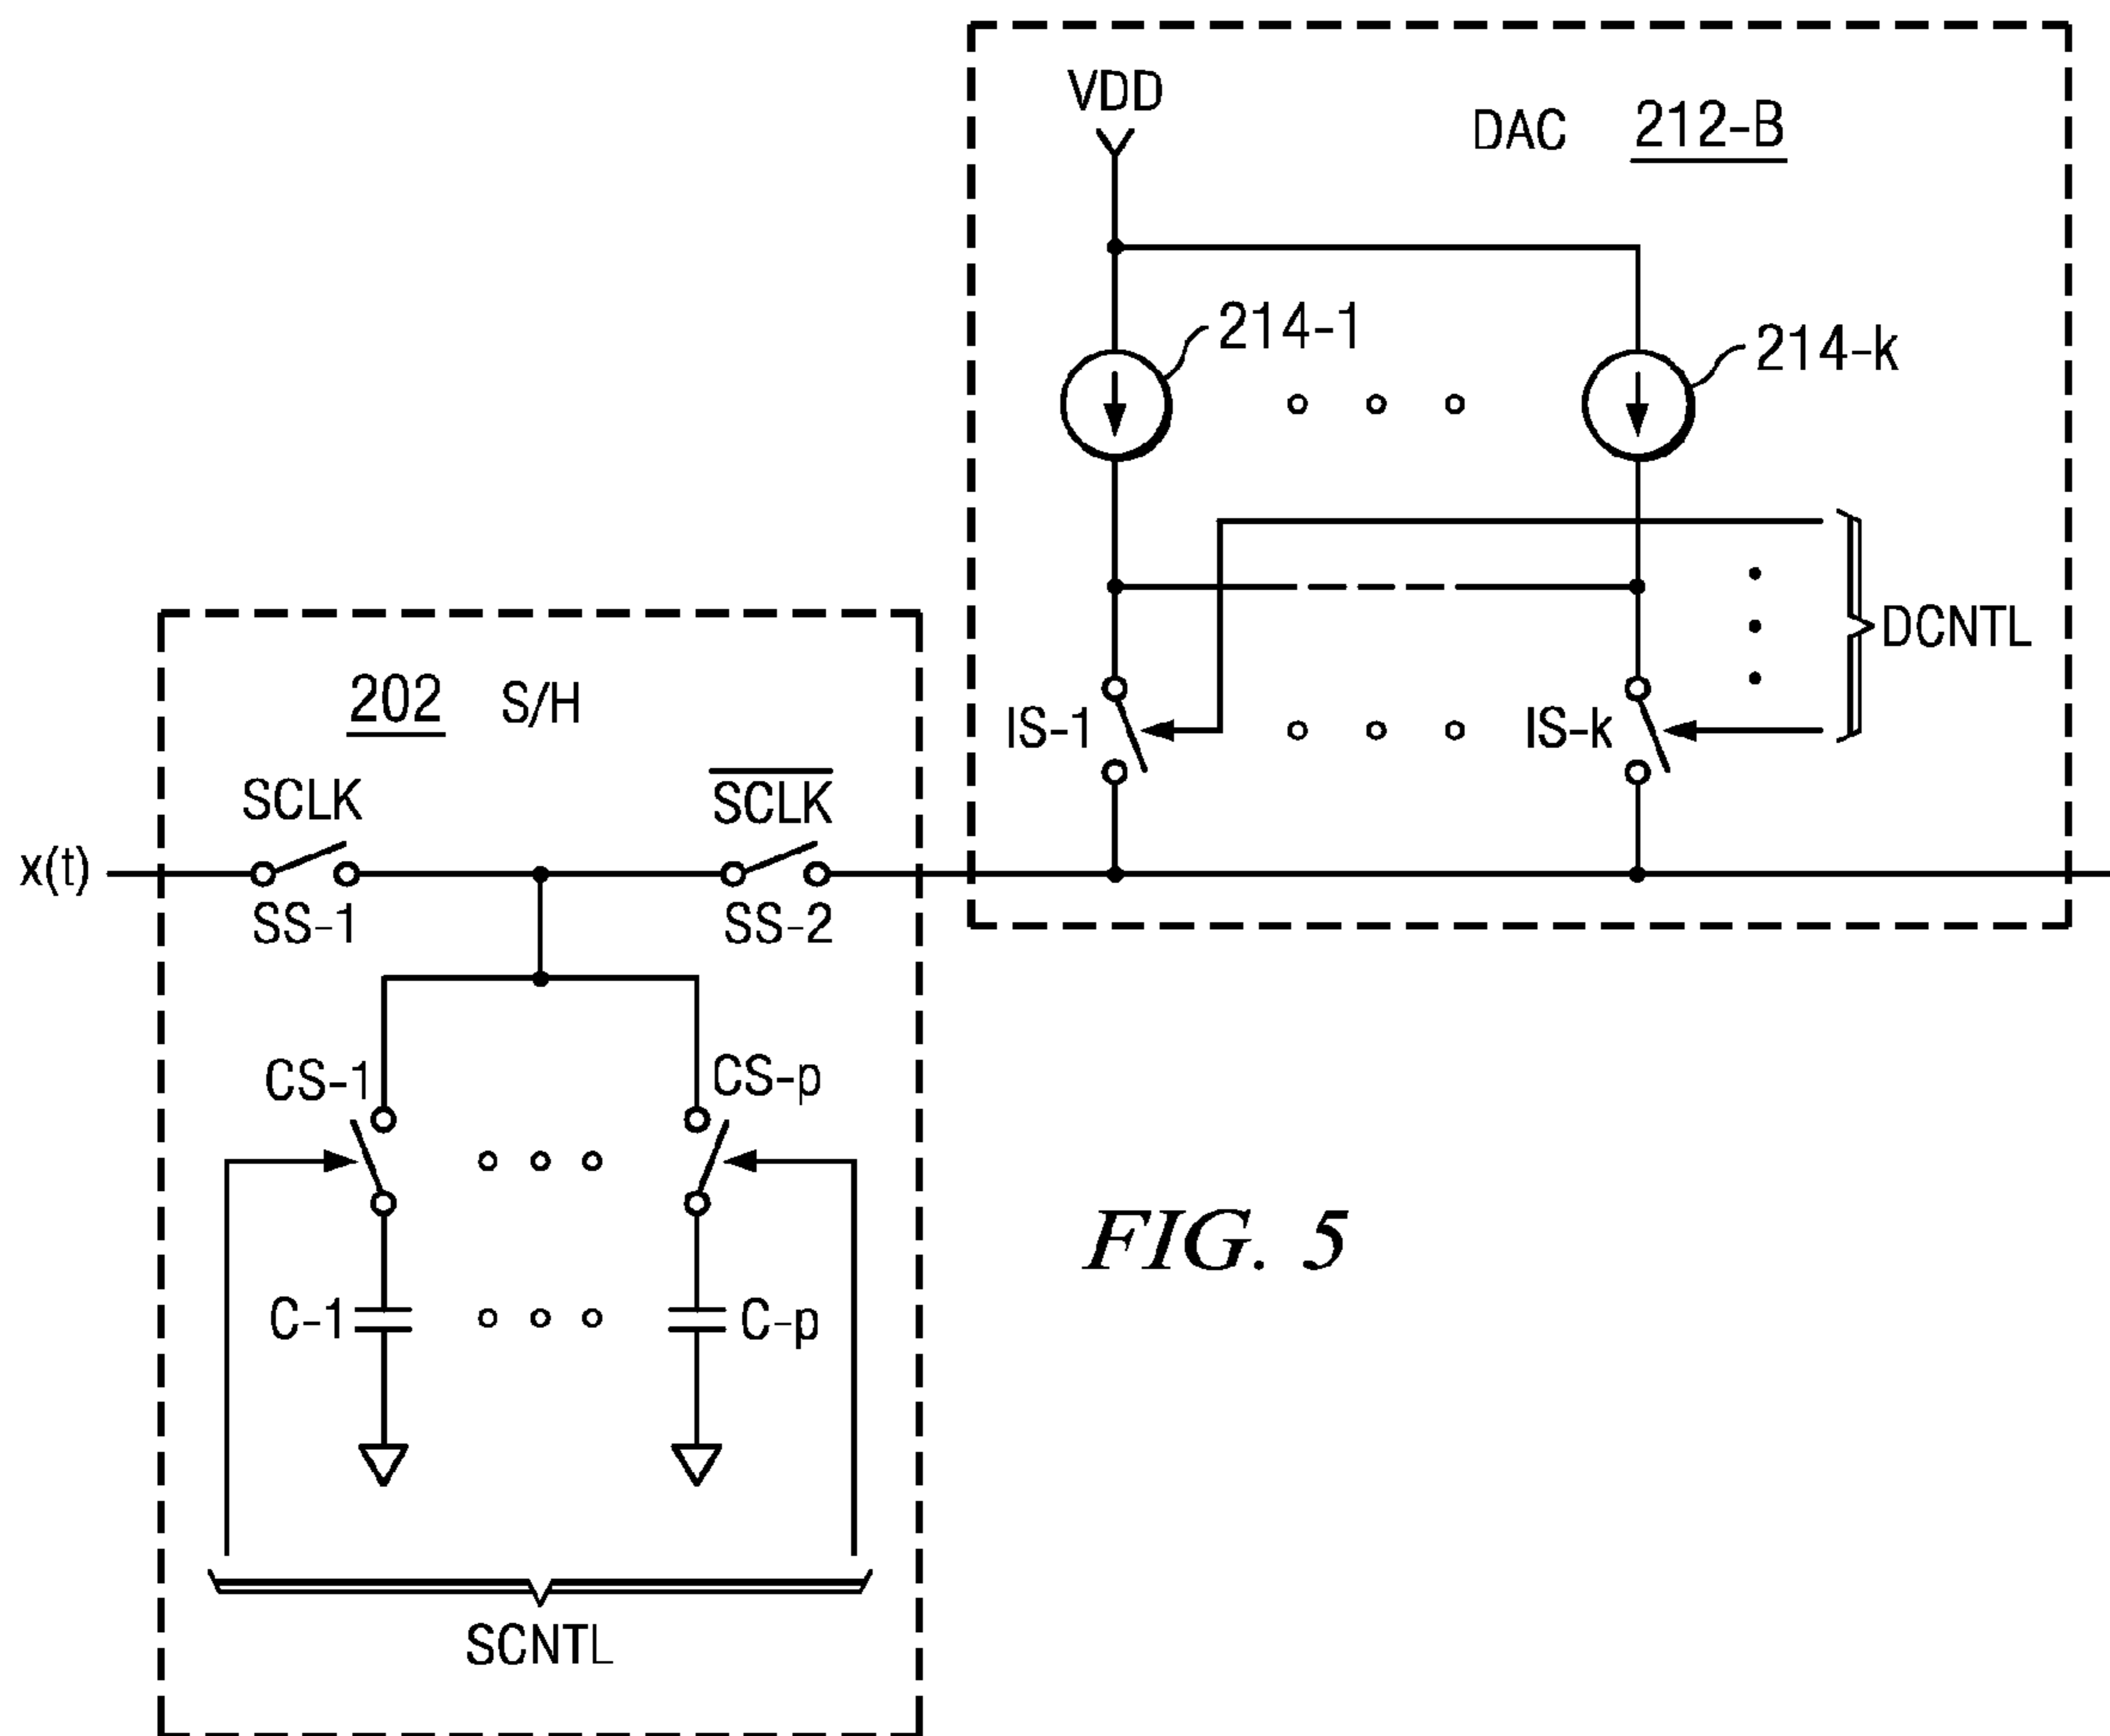 VDD
DAC 212-B
214-1
214-k
DCNTL
IS-1
IS-k
202 S/H
SCLK
SCLK
x(t)
SS-1
SS-2
CS-1
CS-p
C-1
C-p
SCNTL
FIG. 5